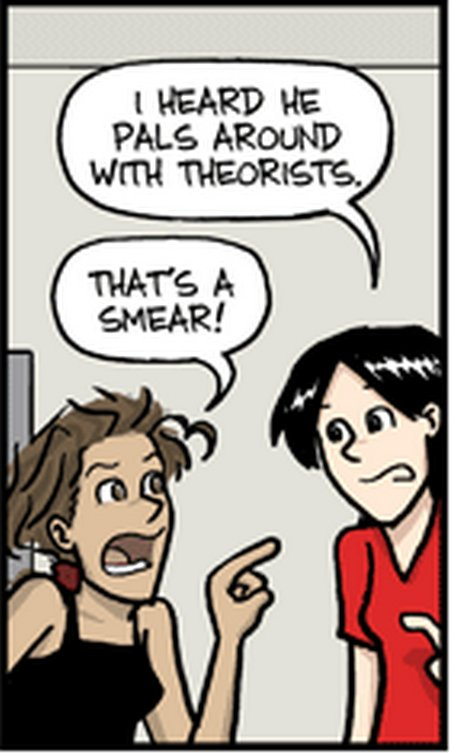 I HEARD HE
PALS AROUND
WITH THEORISTS.
THAT'S A
SMEAR!